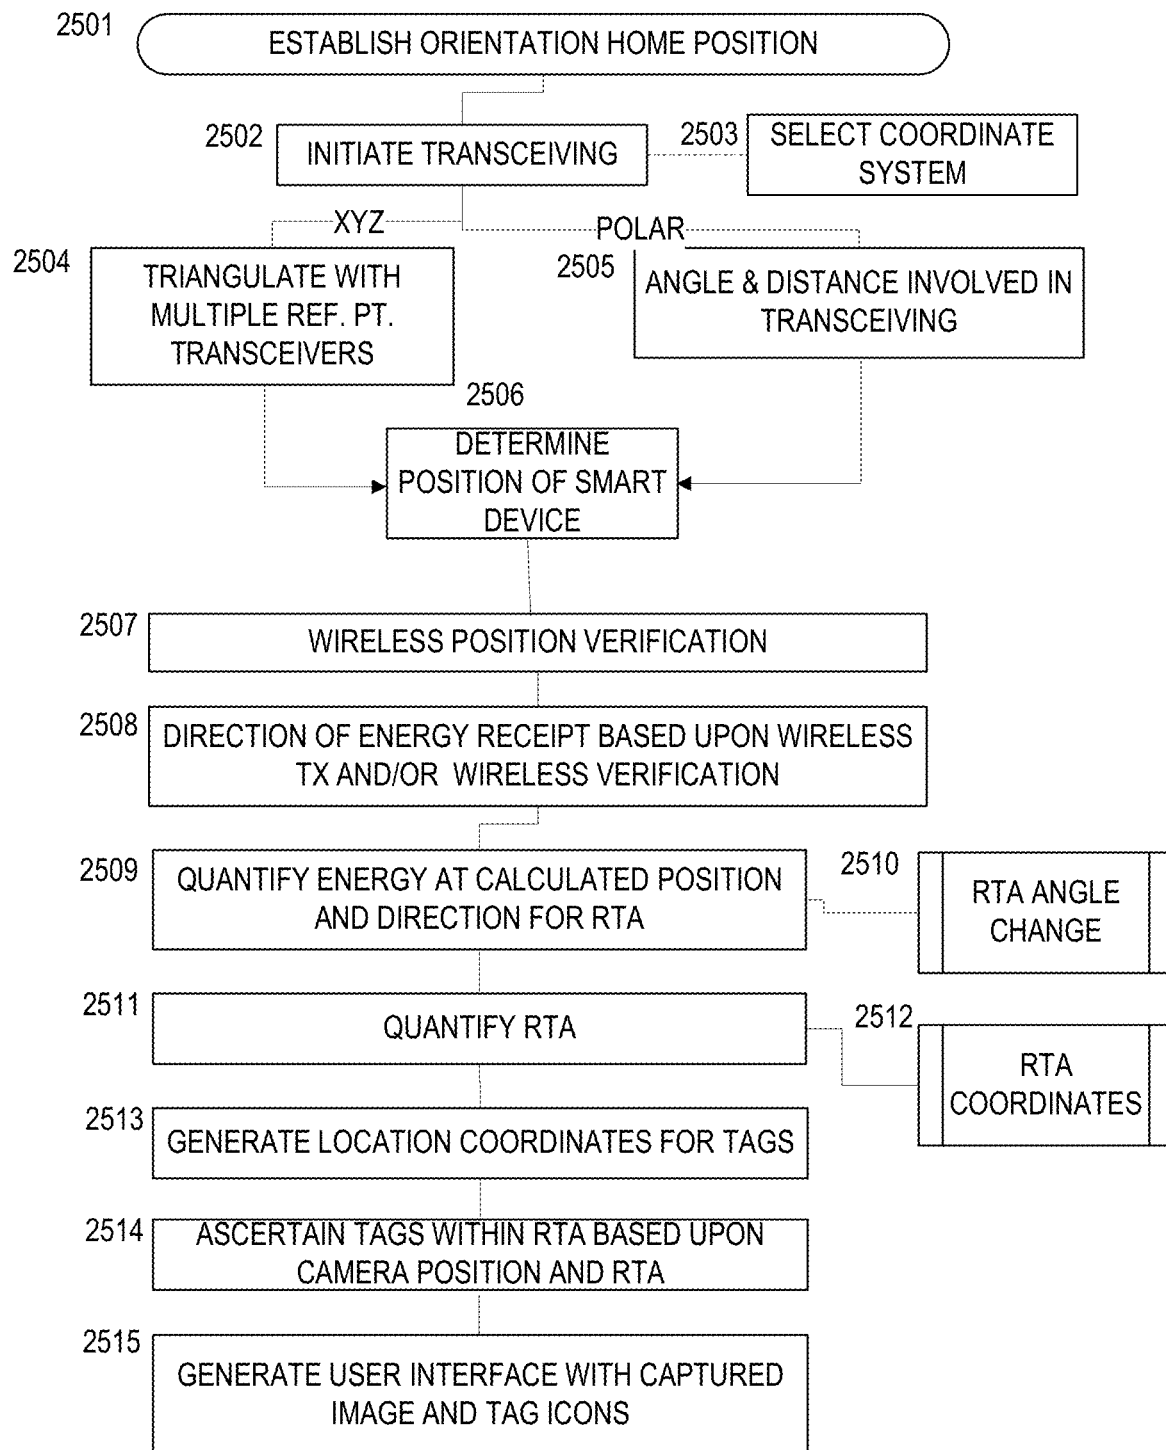 2501
ESTABLISH ORIENTATION HOME POSITION
2502
INITIATE TRANSCEIVING
2503
SELECT COORDINATE
SYSTEM
XYZ
POLAR
2504
TRIANGULATE WITH
MULTIPLE REF. PT.
TRANSCEIVERS
2505
ANGLE & DISTANCE INVOLVED IN
TRANSCEIVING
2506
DETERMINE
POSITION OF SMART
DEVICE
2507
WIRELESS POSITION VERIFICATION
2508
DIRECTION OF ENERGY RECEIPT BASED UPON WIRELESS
TX AND/OR WIRELESS VERIFICATION
2509
QUANTIFY ENERGY AT CALCULATED POSITION
AND DIRECTION FOR RTA
2510
RTA ANGLE
CHANGE
2511
QUANTIFY RTA
2512
RTA
COORDINATES
2513
GENERATE LOCATION COORDINATES FOR TAGS
2514
ASCERTAIN TAGS WITHIN RTA BASED UPON
CAMERA POSITION AND RTA
2515
GENERATE USER INTERFACE WITH CAPTURED
IMAGE AND TAG ICONS